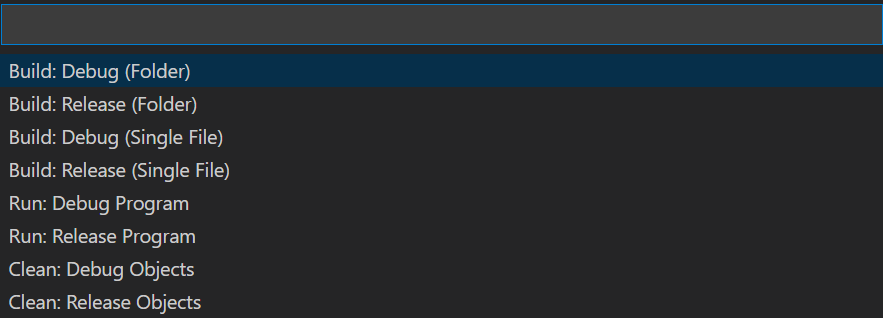 Build: Debug (Folder)
Build: Release (Folder)
Build: Debug (Single File)
Build: Release (Single File)
Run: Debug Program
Run: Release Program
Clean: Debug Objects
Clean: Release Objects